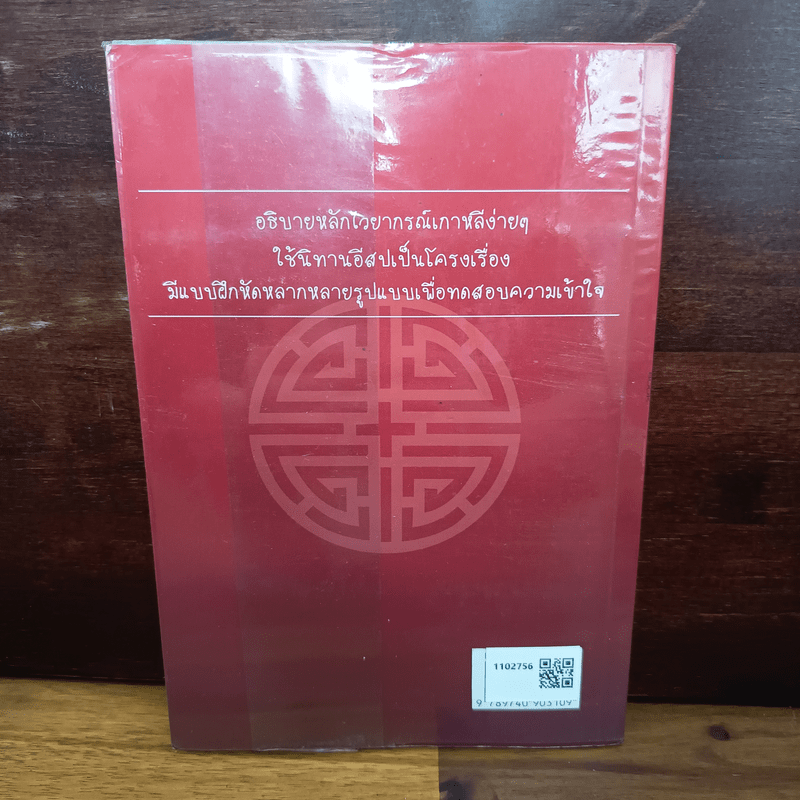 อธิบายหลักไวยากรณ์เกาหลีง่ายๆ
ใช้นิทานอีสปเป็นโครงเรื่อง
มีแบบฝึกหัดหลากหลายรูปแบบเพื่อทดสอบความเข้าใจ
1102756
9 789740 903109